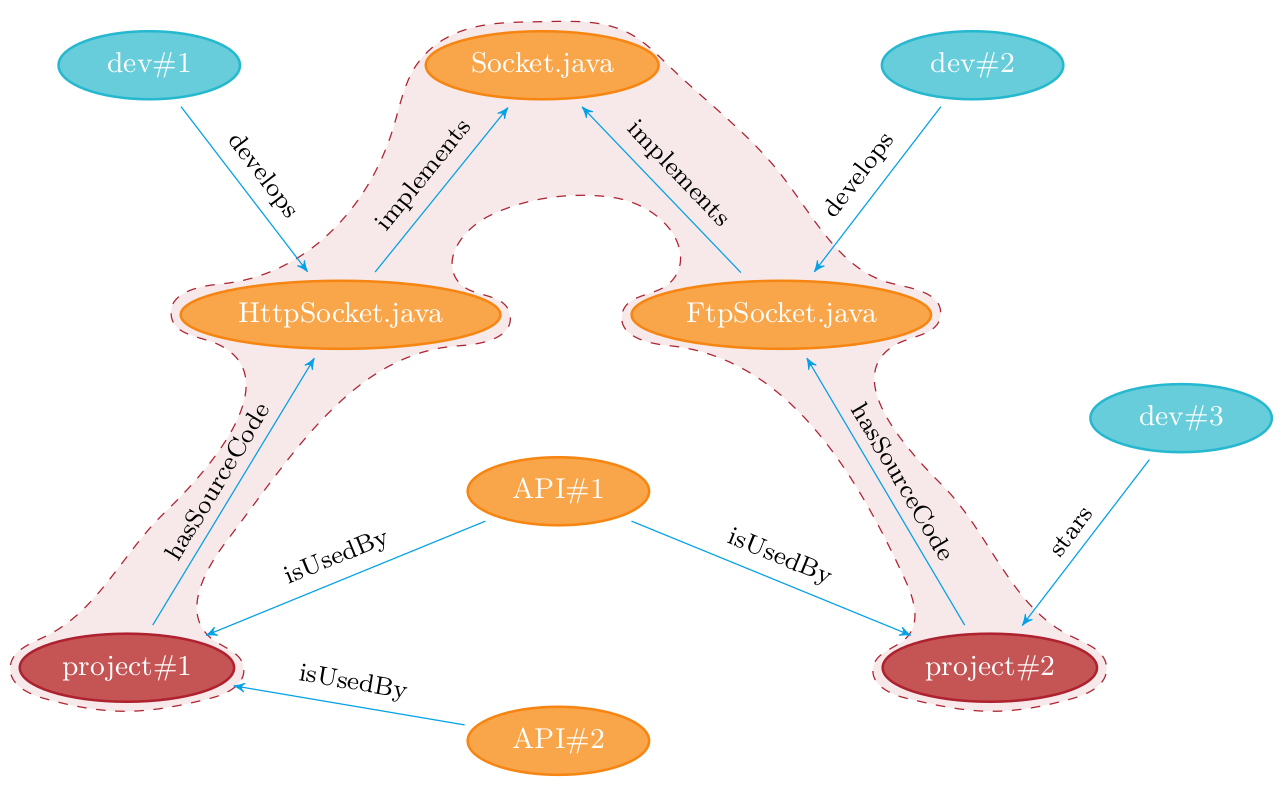 dev#1
Socket.java
dev#2
develops
implements
implements
develops
HttpSocket.java
FtpSocket.java
dev#3
hasSourceCode
hasSourceCode
API#1
stars
isUsedBy
isUsedBy
project#1
project#2
isUsedBy
API#2